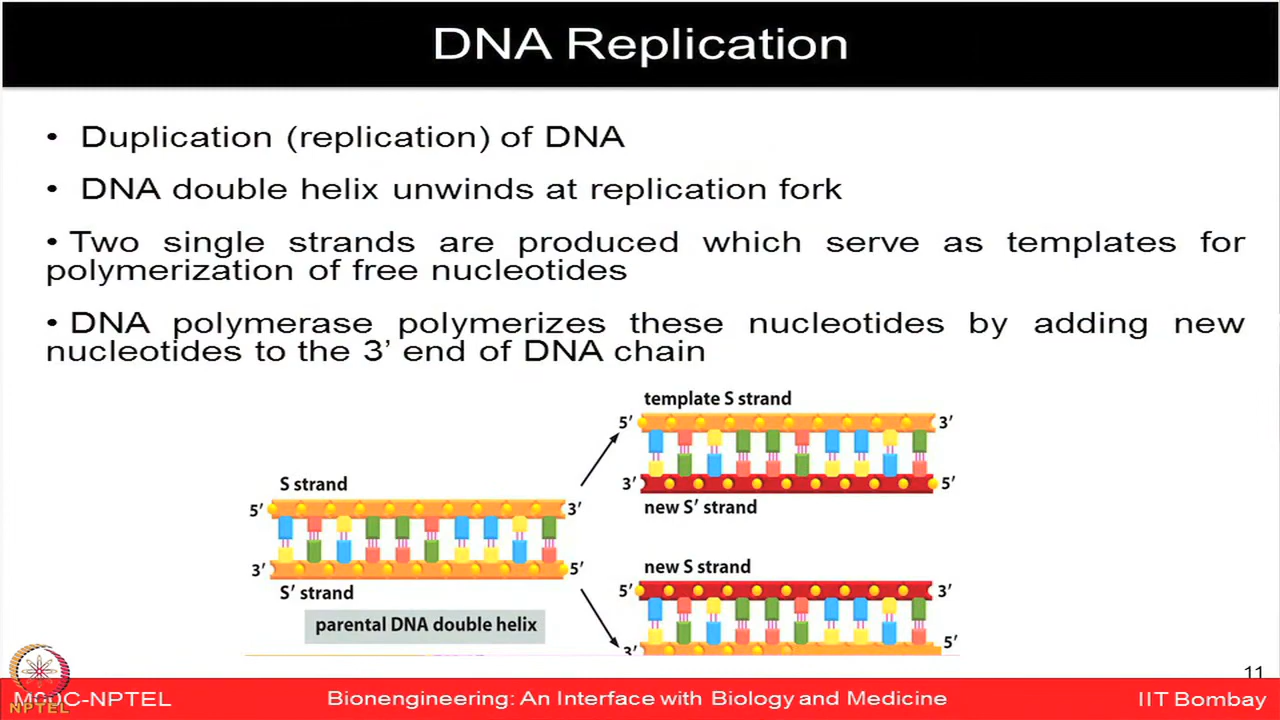 DNA Replication
• Duplication (replication) of DNA
• DNA double helix unwinds at replication fork
• Two single strands are produced which serve as templates for
polymerization of free nucleotides
• DNA polymerase polymerizes these nucleotides by adding new
nucleotides to the 3’ end of DNA chain
template S strand
5′ 3′
3′ 5′
new S′ strand
S strand
5′ 3′
3′ 5′
S′ strand
parental DNA double helix
new S strand
5′ 3′
3′ 5′
11
NPTEL
MOOC-NPTEL
Bionengineering: An Interface with Biology and Medicine
IIT Bombay